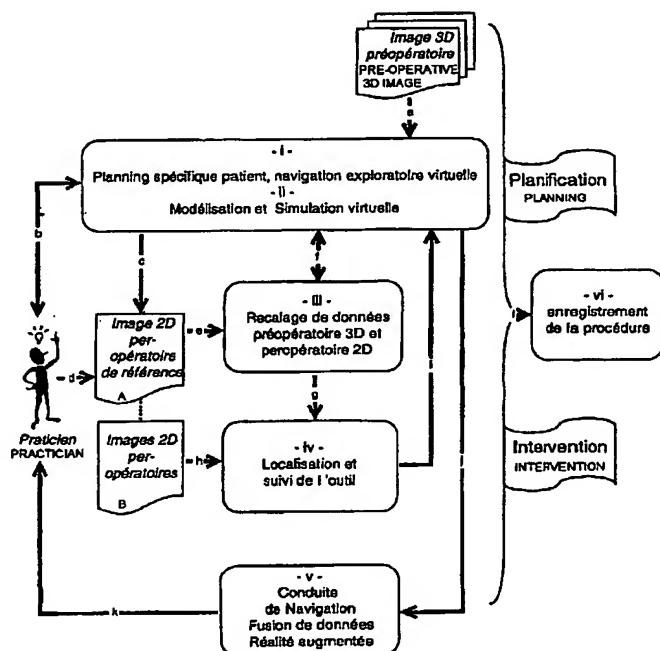 Image 3D
préopératoire
PRE-OPERATIVE
3D IMAGE
a
- i -
Planning spécifique patient, navigation exploratoire virtuelle
- ii -
Modélisation et Simulation virtuelle
Planification
PLANNING
b
c
f
i
j
Image 2D
per-
opératoire
de référence
A
e
- iii -
Recalage de données
préopératoire 3D et
peropératoire 2D
l
- vi -
enregistrement
de la procédure
d
g
Praticien
PRACTICIAN
Images 2D
per-
opératoires
B
h
- iv -
Localisation et
suivi de l'outil
Intervention
INTERVENTION
k
- v -
Conduite
de Navigation
Fusion de données
Réalité augmentée